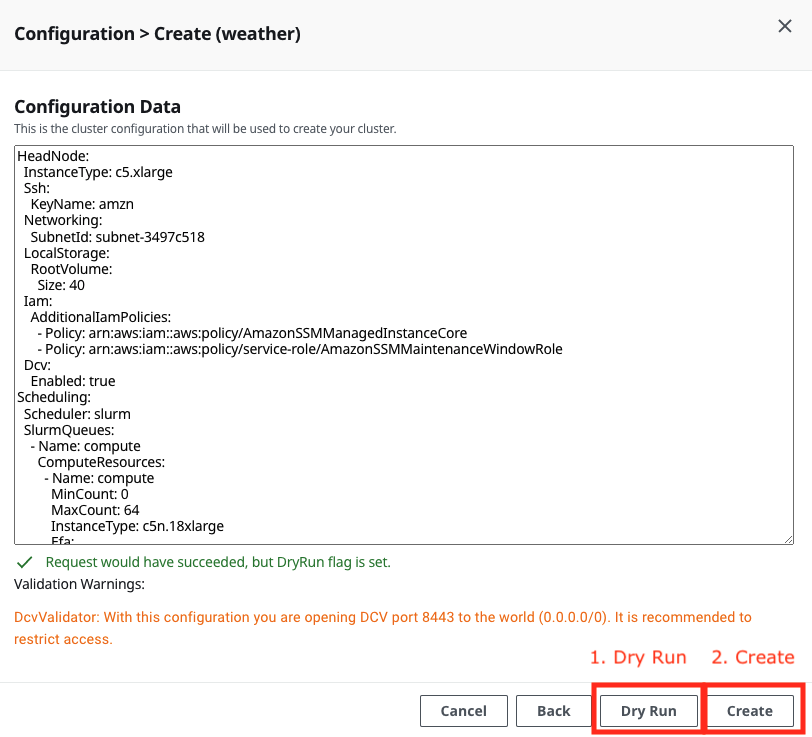 Configuration > Create (weather)
Configuration Data
This is the cluster configuration that will be used to create your cluster.
HeadNode:
  InstanceType: c5.xlarge
  Ssh:
    KeyName: amzn
  Networking:
    SubnetId: subnet-3497c518
  LocalStorage:
    RootVolume:
      Size: 40
  Iam:
    AdditionalIamPolicies:
      - Policy: arn:aws:iam::aws:policy/AmazonSSMManagedInstanceCore
      - Policy: arn:aws:iam::aws:policy/service-role/AmazonSSMMaintenanceWindowRole
  Dcv:
    Enabled: true
Scheduling:
  Scheduler: slurm
  SlurmQueues:
    - Name: compute
      ComputeResources:
        - Name: compute
          MinCount: 0
          MaxCount: 64
          InstanceType: c5n.18xlarge
          Efa:
Request would have succeeded, but DryRun flag is set.
Validation Warnings:
DcvValidator: With this configuration you are opening DCV port 8443 to the world (0.0.0.0/0). It is recommended to
restrict access.
1. Dry Run 2. Create
Cancel Back Dry Run Create